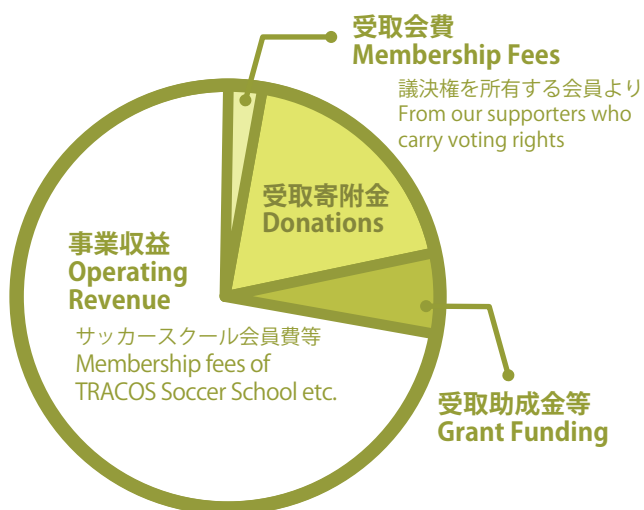 受取会費
Membership Fees
議決権を所有する会員より
From our supporters who
carry voting rights
受取寄附金
Donations
事業収益
Operating
Revenue
サッカースクール会員費等
Membership fees of
TRACOS Soccer School etc.
受取助成金等
Grant Funding